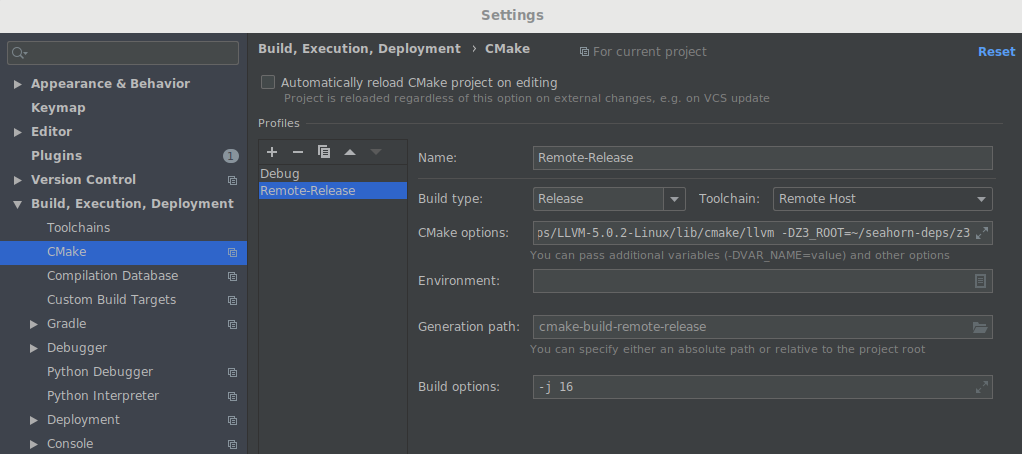 Settings
Build, Execution, Deployment › CMake
For current project
Reset
Appearance & Behavior
Keymap
Editor
Plugins 1
Version Control
Build, Execution, Deployment
Toolchains
CMake
Compilation Database
Custom Build Targets
Gradle
Debugger
Python Debugger
Python Interpreter
Deployment
Console
Automatically reload CMake project on editing
Project is reloaded regardless of this option on external changes, e.g. on VCS update
Profiles
Debug
Remote-Release
Name: Remote-Release
Build type: Release Toolchain: Remote Host
CMake options: ps/LLVM-5.0.2-Linux/lib/cmake/llvm -DZ3_ROOT=~/seahorn-deps/z3
You can pass additional variables (-DVAR_NAME=value) and other options
Environment:
Generation path: cmake-build-remote-release
You can specify either an absolute path or relative to the project root
Build options: -j 16